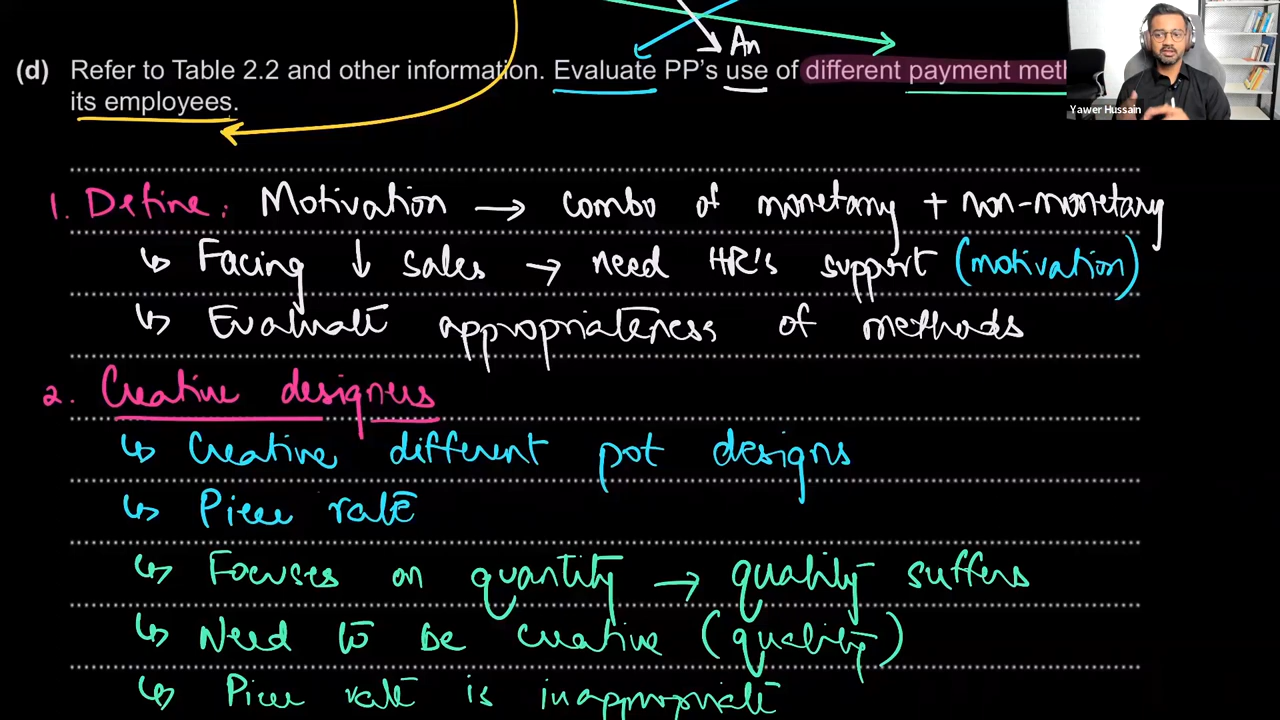 An
(d) Refer to Table 2.2 and other information. Evaluate PP's use of different payment met
its employees.
Yawer Hussain
1. Define: Motivation → combo of monetary + non-monetary
↳ Facing ↓ sales → need HR's support (motivation)
↳ Evaluate appropriateness of methods
2. Creative designers
↳ Creative different pot designs
↳ Piece rate
↳ Focuses on quantity → quality suffers
↳ Need to be creative (quality)
↳ Piece rate is inappropriate